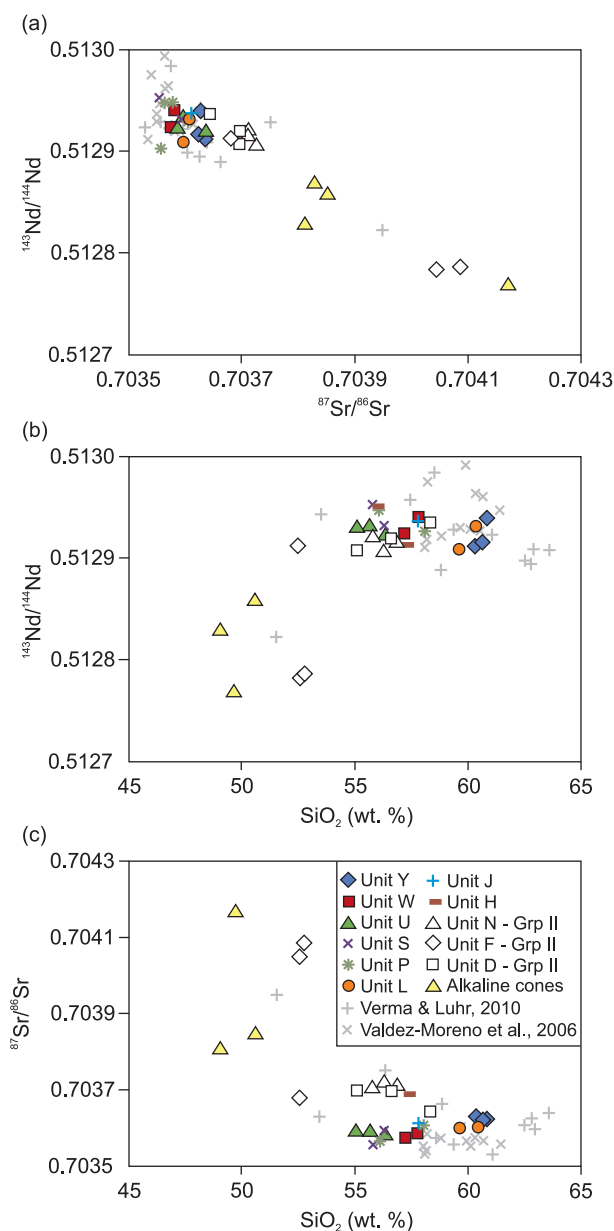 (a)
0.5130
0.5129
0.5128
0.5127
143Nd/144Nd
0.7035 0.7037 0.7039 0.7041 0.7043
87Sr/86Sr
(b)
0.5130
0.5129
0.5128
0.5127
143Nd/144Nd
45 50 55 60 65
SiO2 (wt. %)
(c)
0.7043
0.7041
0.7039
0.7037
0.7035
87Sr/86Sr
Unit Y Unit J
Unit W Unit H
Unit U Unit N - Grp II
Unit S Unit F - Grp II
Unit P Unit D - Grp II
Unit L Alkaline cones
Verma & Luhr, 2010
Valdez-Moreno et al., 2006
45 50 55 60 65
SiO2 (wt. %)